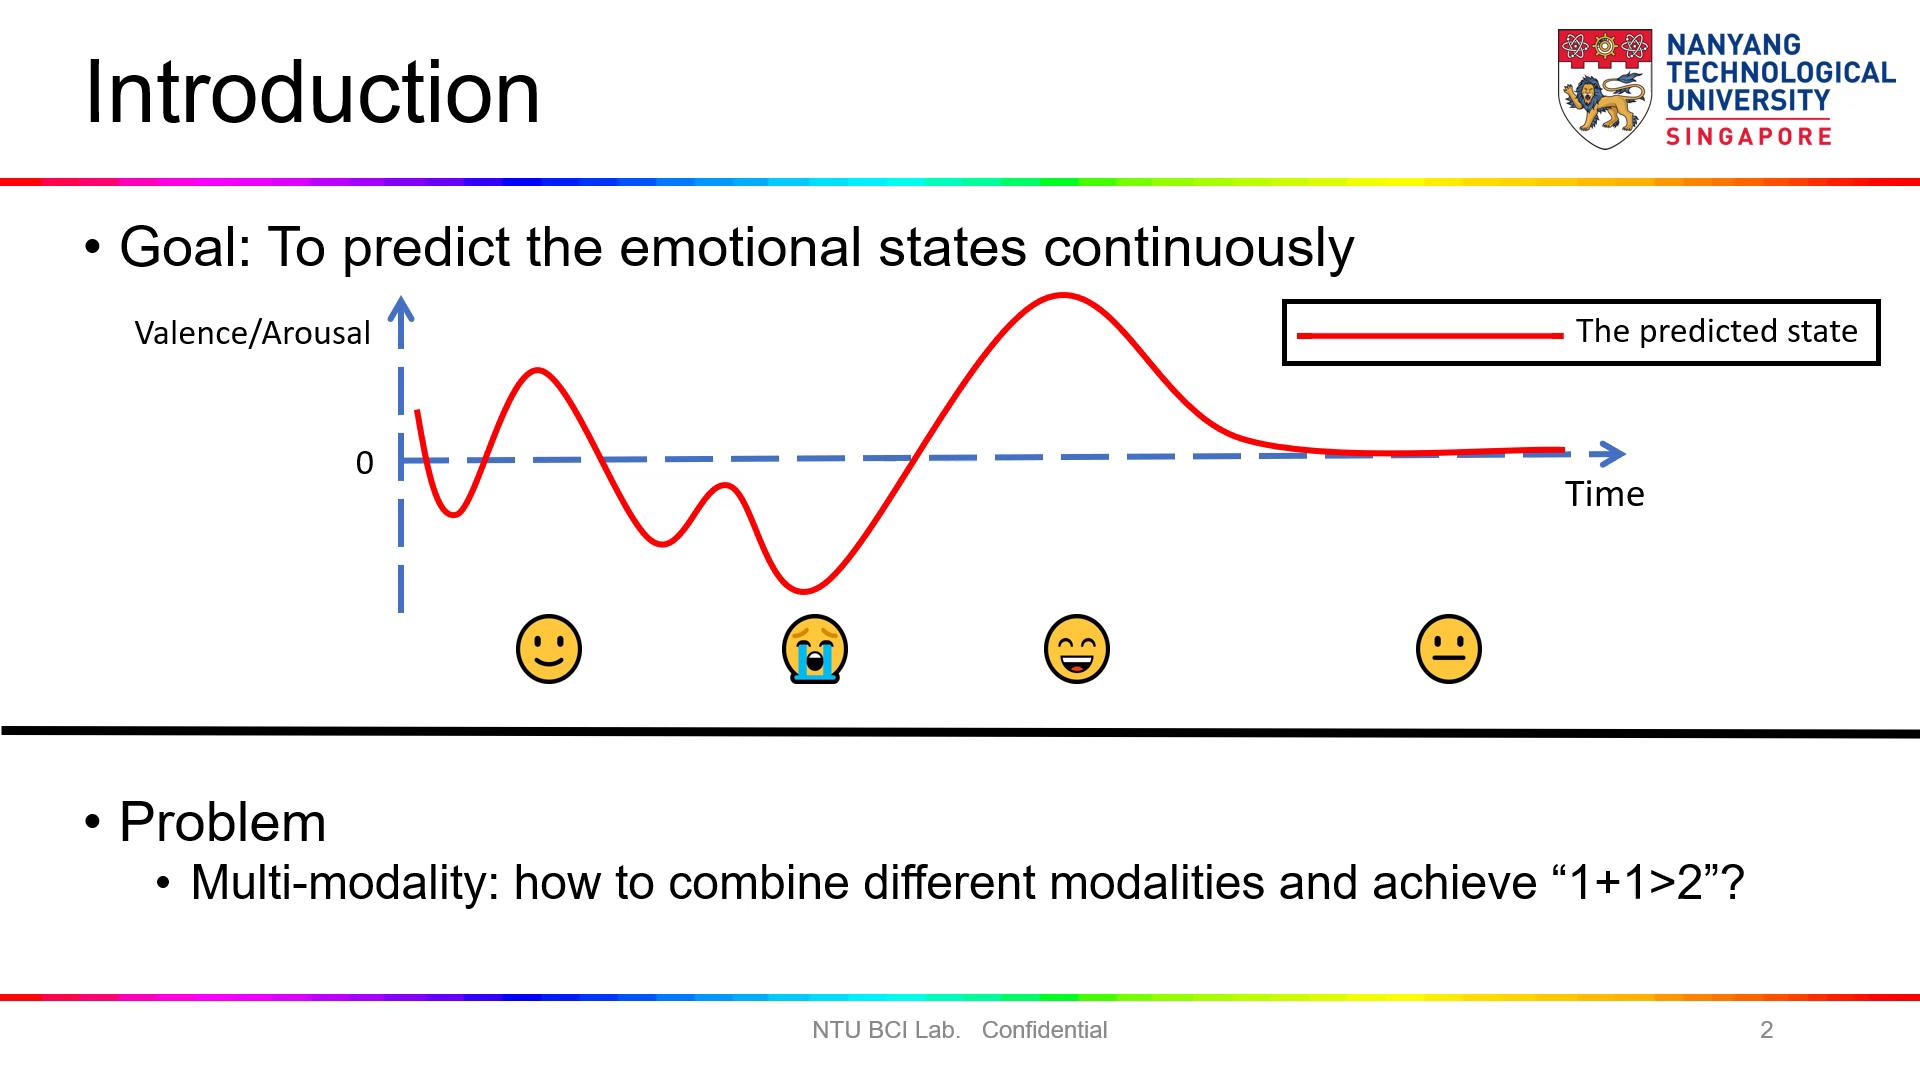 Introduction
NANYANG
TECHNOLOGICAL
UNIVERSITY
SINGAPORE
• Goal: To predict the emotional states continuously
Valence/Arousal
The predicted state
0
Time
• Problem
• Multi-modality: how to combine different modalities and achieve “1+1>2”?
NTU BCI Lab. Confidential
2